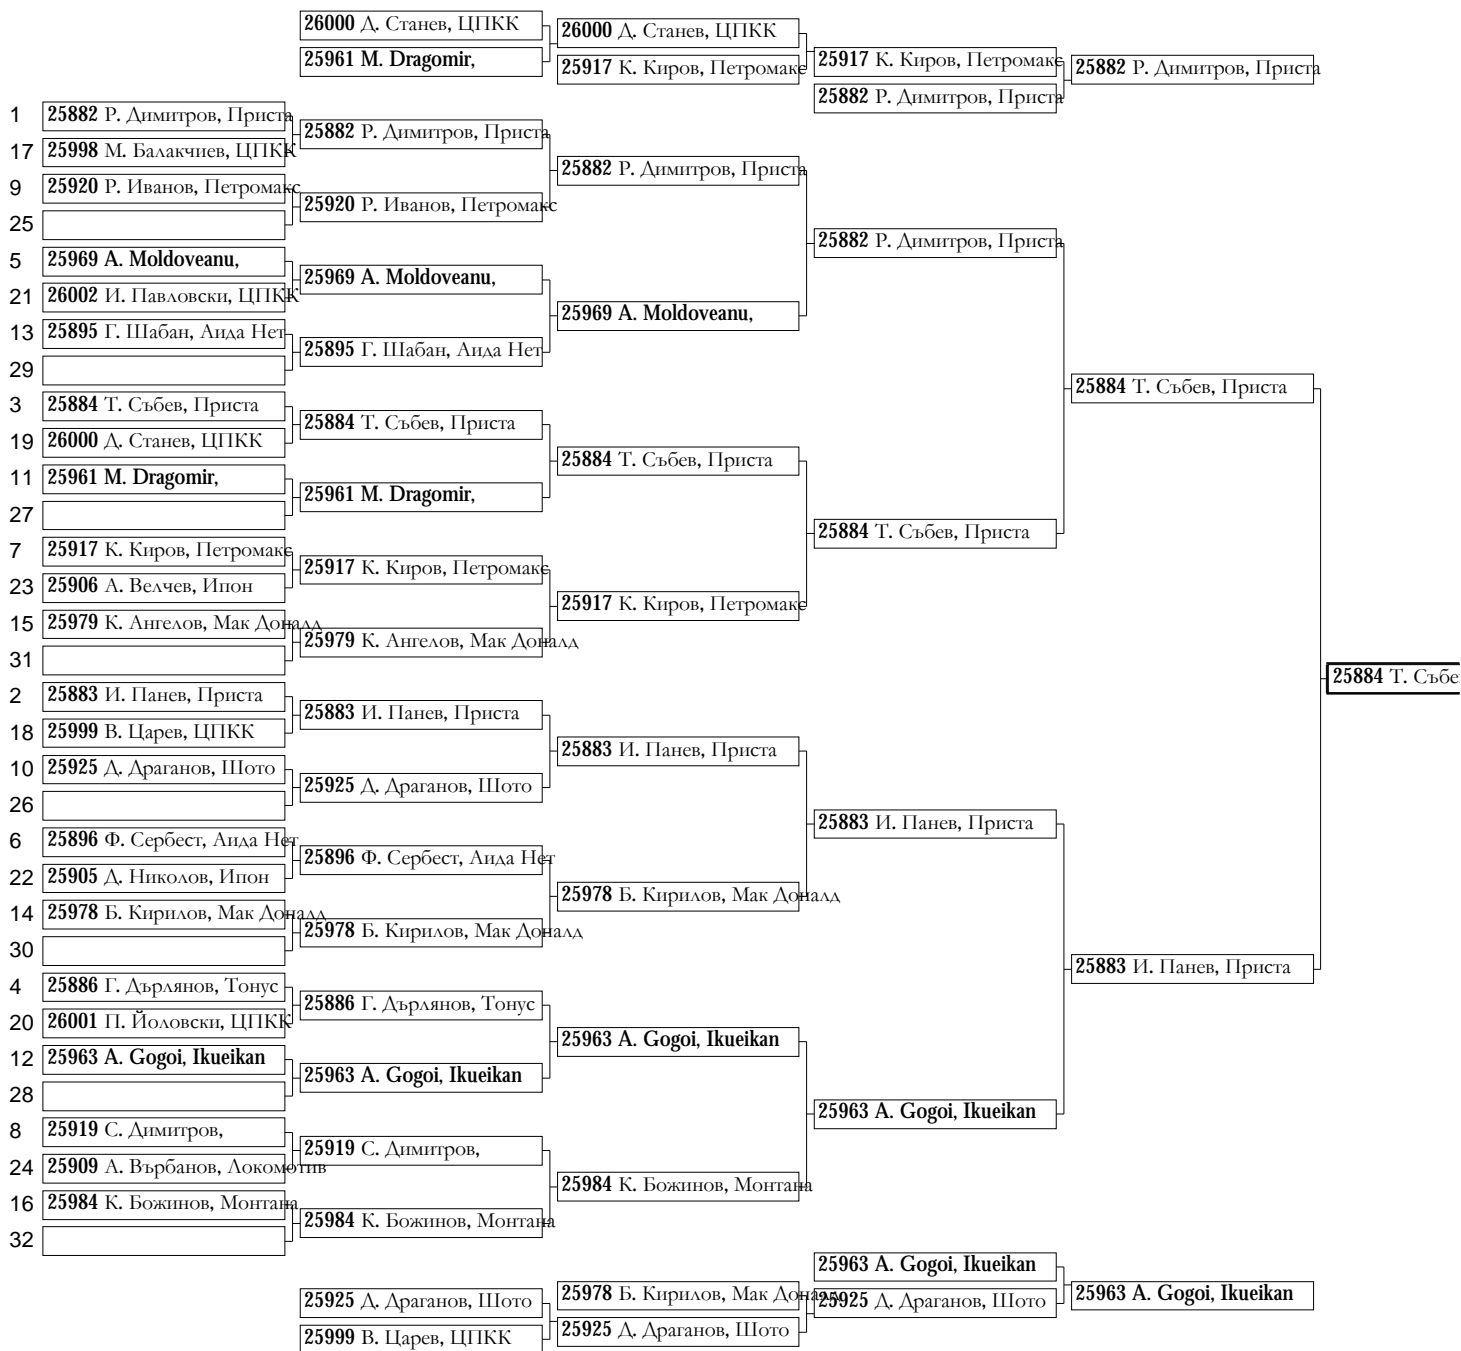 26000 Д. Станев, ЦПКК
25961 M. Dragomir,
26000 Д. Станев, ЦПКК
25917 К. Киров, Петромакс
25917 К. Киров, Петромакс
25882 Р. Димитров, Приста
25882 Р. Димитров, Приста
1 25882 Р. Димитров, Приста
17 25998 М. Балакчиев, ЦПКК
9 25920 Р. Иванов, Петромакс
25
5 25969 A. Moldoveanu,
21 26002 И. Павловски, ЦПКК
13 25895 Г. Шабан, Аида Нет
29
3 25884 Т. Събев, Приста
19 26000 Д. Станев, ЦПКК
11 25961 M. Dragomir,
27
7 25917 К. Киров, Петромакс
23 25906 А. Велчев, Ипон
15 25979 К. Ангелов, Мак Доналд
31
2 25883 И. Панев, Приста
18 25999 В. Царев, ЦПКК
10 25925 Д. Драганов, Шото
26
6 25896 Ф. Сербест, Аида Нет
22 25905 Д. Николов, Ипон
14 25978 Б. Кирилов, Мак Доналд
30
4 25886 Г. Дърлянов, Тонус
20 26001 П. Йоловски, ЦПКК
12 25963 A. Gogoi, Ikueikan
28
8 25919 С. Димитров,
24 25909 А. Върбанов, Локомотив
16 25984 К. Божинов, Монтана
32
25882 Р. Димитров, Приста
25920 Р. Иванов, Петромакс
25969 A. Moldoveanu,
25895 Г. Шабан, Аида Нет
25884 Т. Събев, Приста
25961 M. Dragomir,
25917 К. Киров, Петромакс
25979 К. Ангелов, Мак Доналд
25883 И. Панев, Приста
25925 Д. Драганов, Шото
25896 Ф. Сербест, Аида Нет
25978 Б. Кирилов, Мак Доналд
25886 Г. Дърлянов, Тонус
25963 A. Gogoi, Ikueikan
25919 С. Димитров,
25984 К. Божинов, Монтана
25882 Р. Димитров, Приста
25969 A. Moldoveanu,
25884 Т. Събев, Приста
25917 К. Киров, Петромакс
25883 И. Панев, Приста
25978 Б. Кирилов, Мак Доналд
25963 A. Gogoi, Ikueikan
25984 К. Божинов, Монтана
25882 Р. Димитров, Приста
25884 Т. Събев, Приста
25883 И. Панев, Приста
25963 A. Gogoi, Ikueikan
25884 Т. Събев, Приста
25883 И. Панев, Приста
25884 Т. Събе
25925 Д. Драганов, Шото
25999 В. Царев, ЦПКК
25978 Б. Кирилов, Мак Доналд
25925 Д. Драганов, Шото
25963 A. Gogoi, Ikueikan
25925 Д. Драганов, Шото
25963 A. Gogoi, Ikueikan